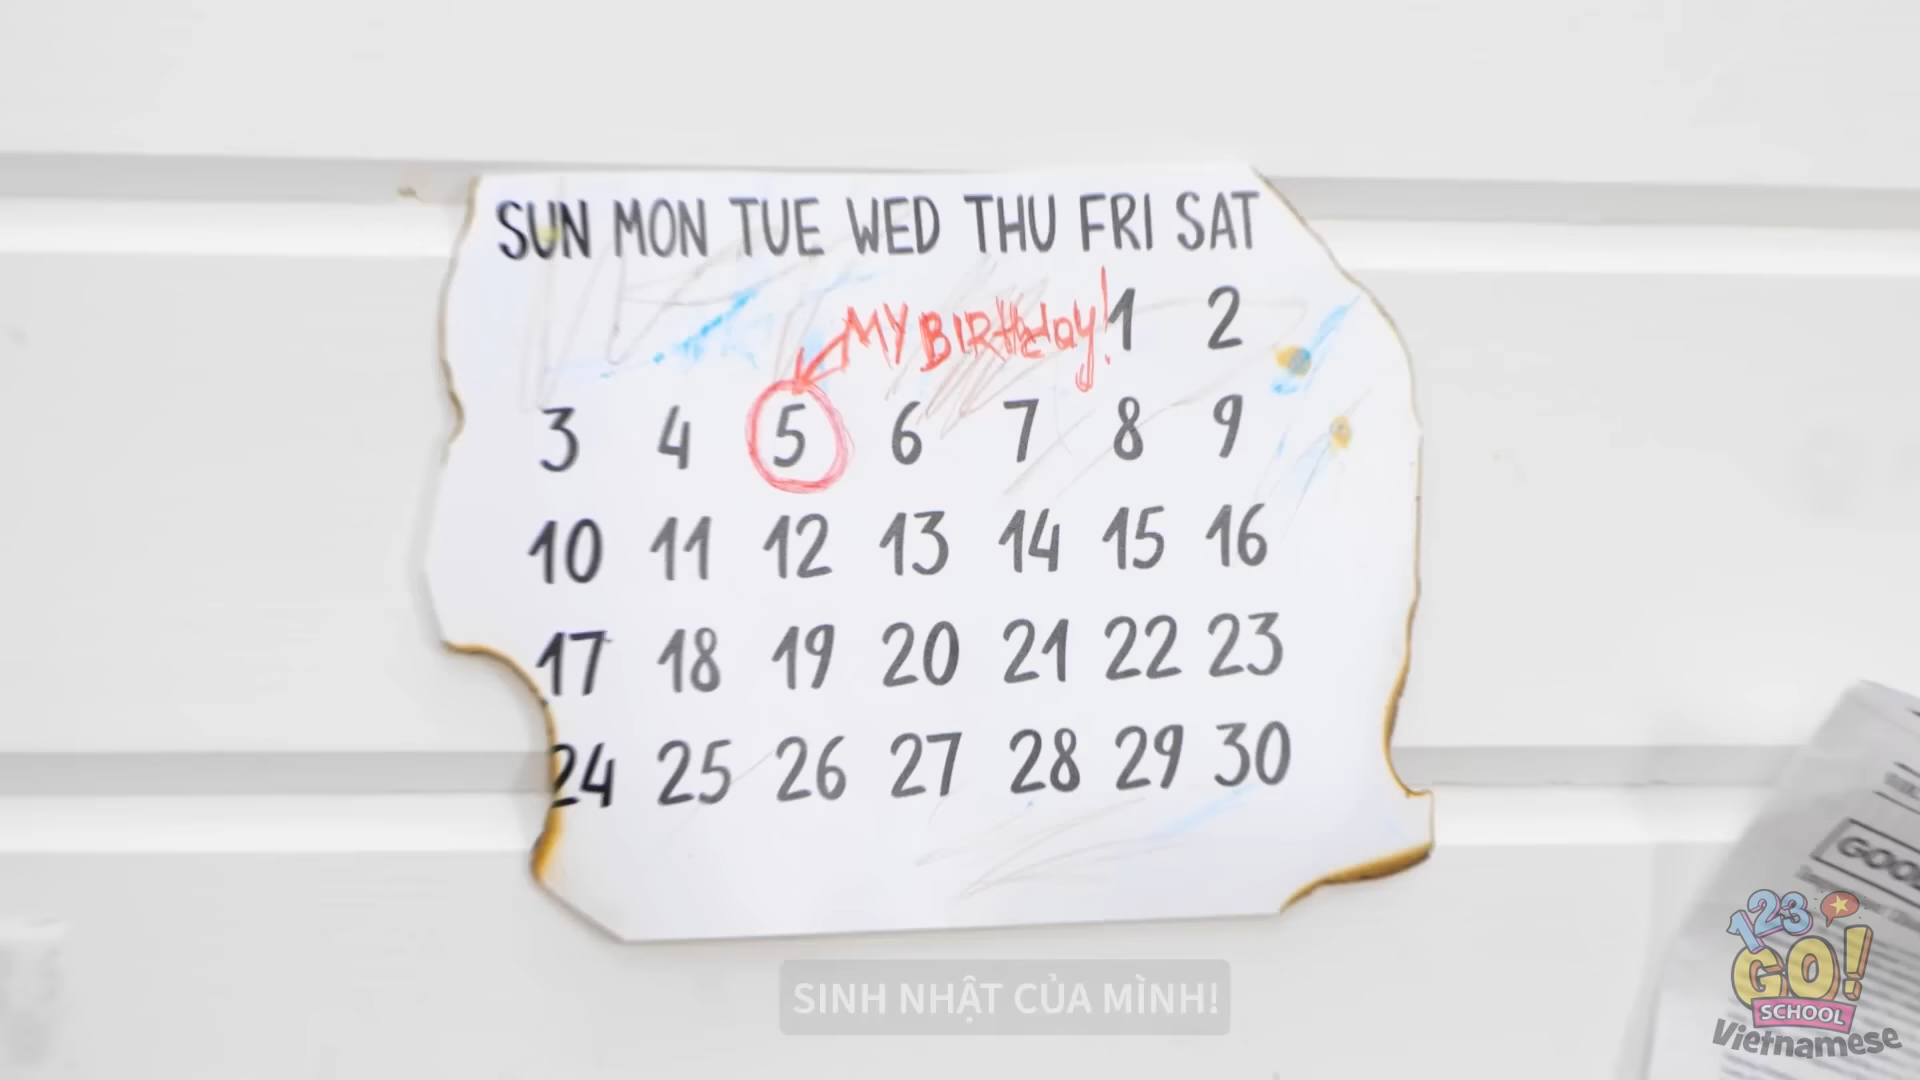 SUN MON TUE WED THU FRI SAT
MY BIRTHday! 1 2
3 4 5 6 7 8 9
10 11 12 13 14 15 16
17 18 19 20 21 22 23
24 25 26 27 28 29 30
SINH NHẬT CỦA MÌNH!
123
GO!
SCHOOL
Vietnamese